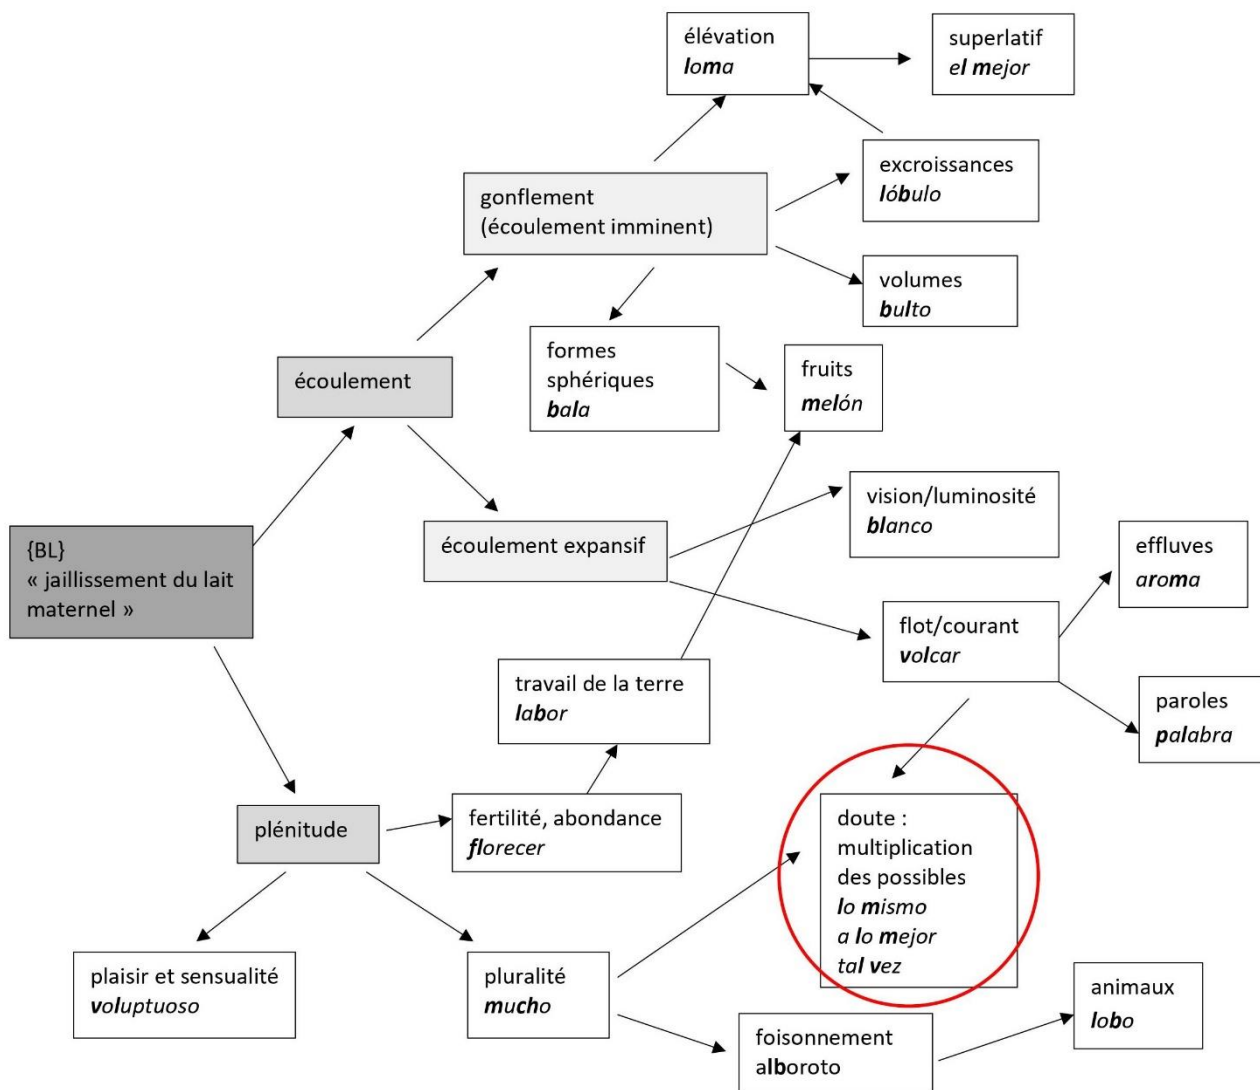 élévation
loma
superlatif
el mejor
excroissances
lóbulo
gonflement
(écoulement imminent)
volumes
bulto
formes
sphériques
bala
fruits
melón
écoulement
vision/luminosité
blanco
{BL}
« jaillissement du lait
maternel »
écoulement expansif
effluves
aroma
flot/courant
volcar
travail de la terre
labor
paroles
palabra
plénitude
fertilité, abondance
florecer
doute :
multiplication
des possibles
lo mismo
a lo mejor
tal vez
plaisir et sensualité
voluptuoso
pluralité
mucho
animaux
lobo
foisonnement
alboroto